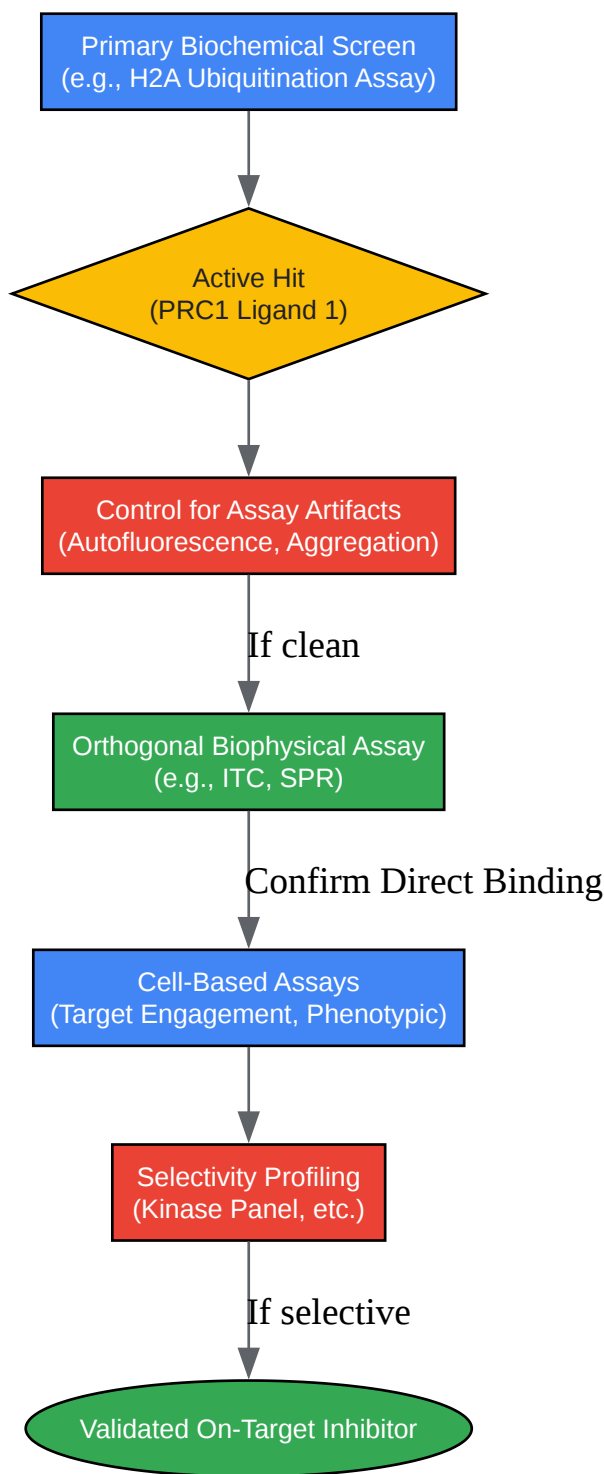 Primary Biochemical Screen
(e.g., H2A Ubiquitination Assay)
Active Hit
(PRC1 Ligand 1)
Control for Assay Artifacts
(Autofluorescence, Aggregation)
If clean
Orthogonal Biophysical Assay
(e.g., ITC, SPR)
Confirm Direct Binding
Cell-Based Assays
(Target Engagement, Phenotypic)
Selectivity Profiling
(Kinase Panel, etc.)
If selective
Validated On-Target Inhibitor